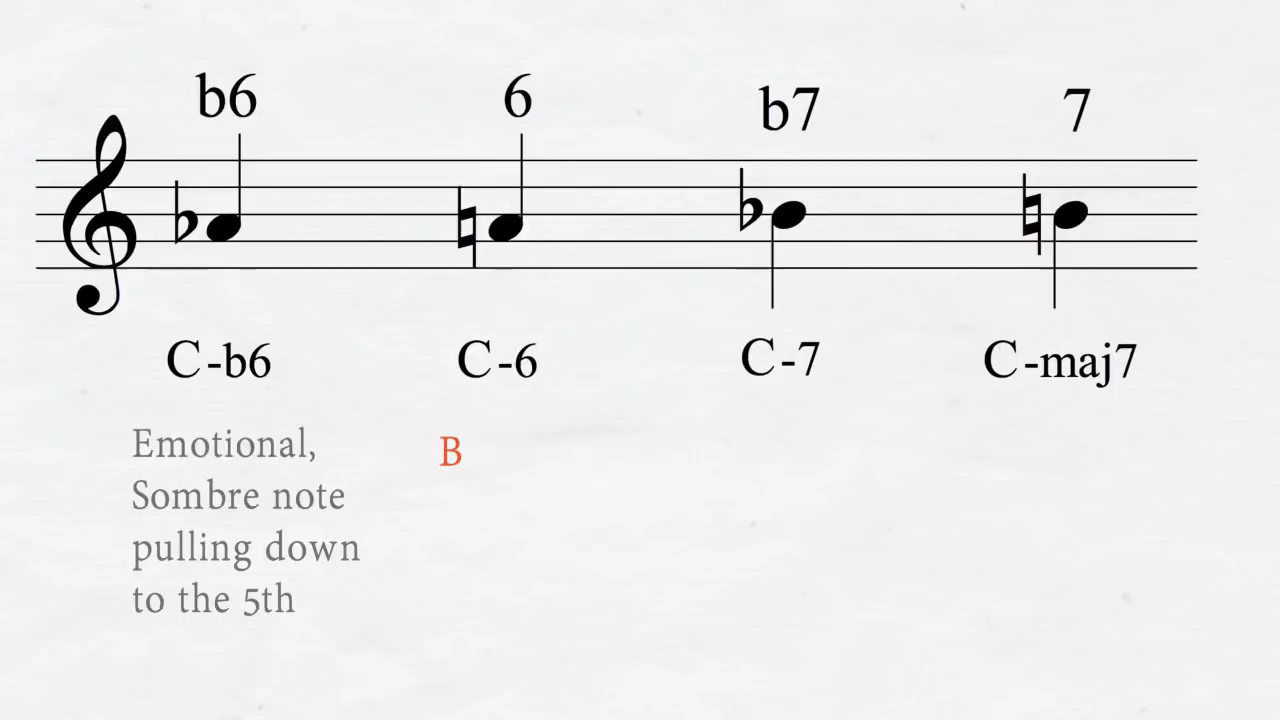 b6 6 b7 7
C-b6 C-6 C-7 C-maj7
Emotional,
Sombre note
pulling down
to the 5th
B